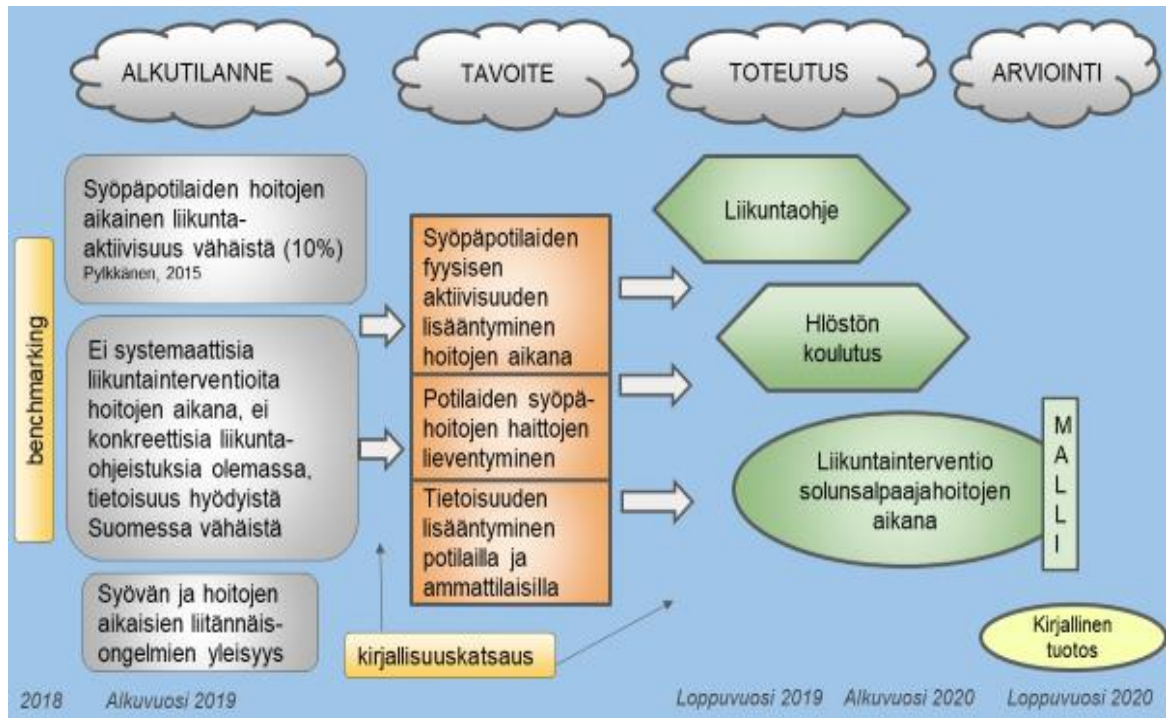 ALKUTILANNE
TAVOITE
TOTEUTUS
ARVIOINTI
benchmarking
Syöpäpotilaiden hoitojen
aikainen liikunta-
aktiivisuus vähäistä (10%)
Pylkkänen, 2015
Ei systemaattisia
liikuntainterventioita
hoitojen aikana, ei
konkreettisia liikunta-
ohjeistuksia olemassa,
tietoisuus hyödyistä
Suomessa vähäistä
Syövän ja hoitojen
aikaisien liitännäis-
ongelmien yleisyys
Syöpäpotilaiden
fyysisen
aktiivisuuden
lisääntyminen
hoitojen aikana
Potilaiden syöpä-
hoitojen haittojen
lieventyminen
Tietoisuuden
lisääntyminen
potilailla ja
ammattilaisilla
kirjallisuuskatsaus
Liikuntaohje
Hlöstön
koulutus
Liikuntainterventio
solunsalpaajahoitojen
aikana
M
A
L
L
I
Kirjallinen
tuotos
2018
Alkuvuosi 2019
Loppuvuosi 2019
Alkuvuosi 2020
Loppuvuosi 2020